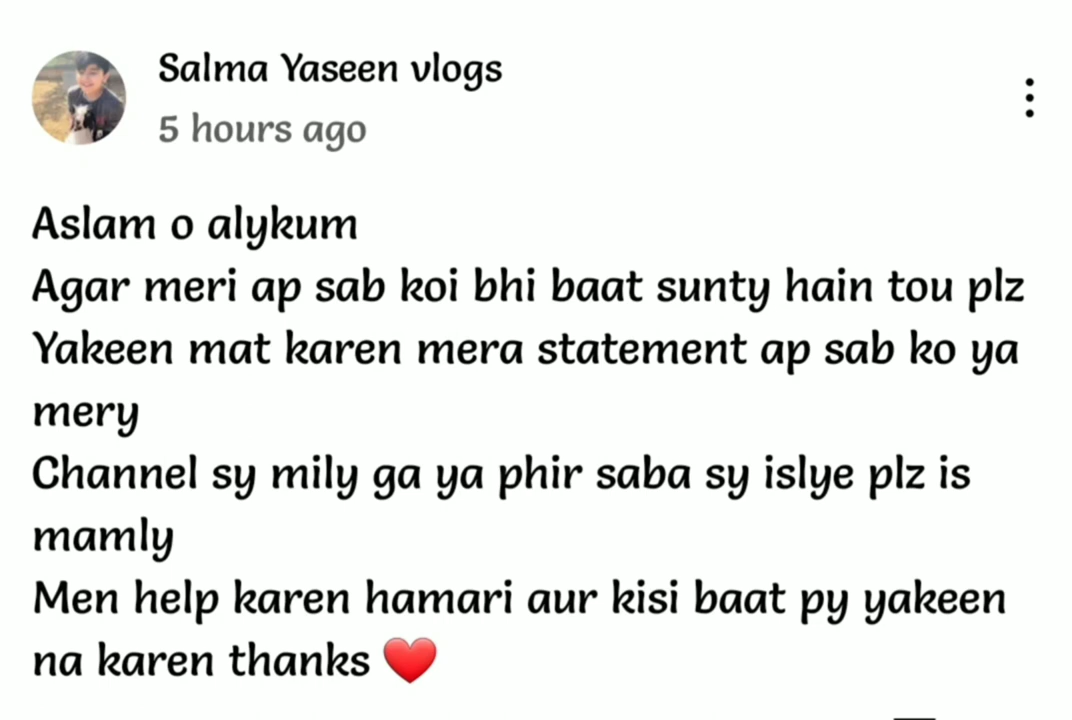 Salma Yaseen vlogs
5 hours ago
Aslam o alykum
Agar meri ap sab koi bhi baat sunty hain tou plz
Yakeen mat karen mera statement ap sab ko ya
mery
Channel sy mily ga ya phir saba sy islye plz is
mamly
Men help karen hamari aur kisi baat py yakeen
na karen thanks ❤️